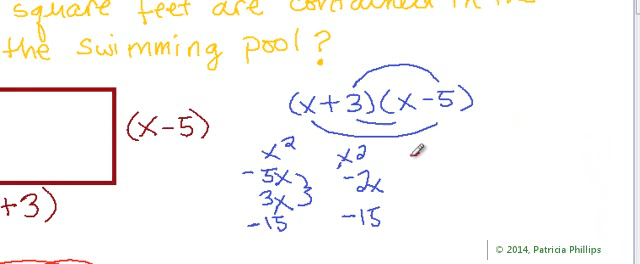 square feet are contained in the
the swimming pool?
(x+3)(x-5)
(x-5)
x²
x²
-5x
-2x
3x
+3)
-15
-15
© 2014, Patricia Phillips